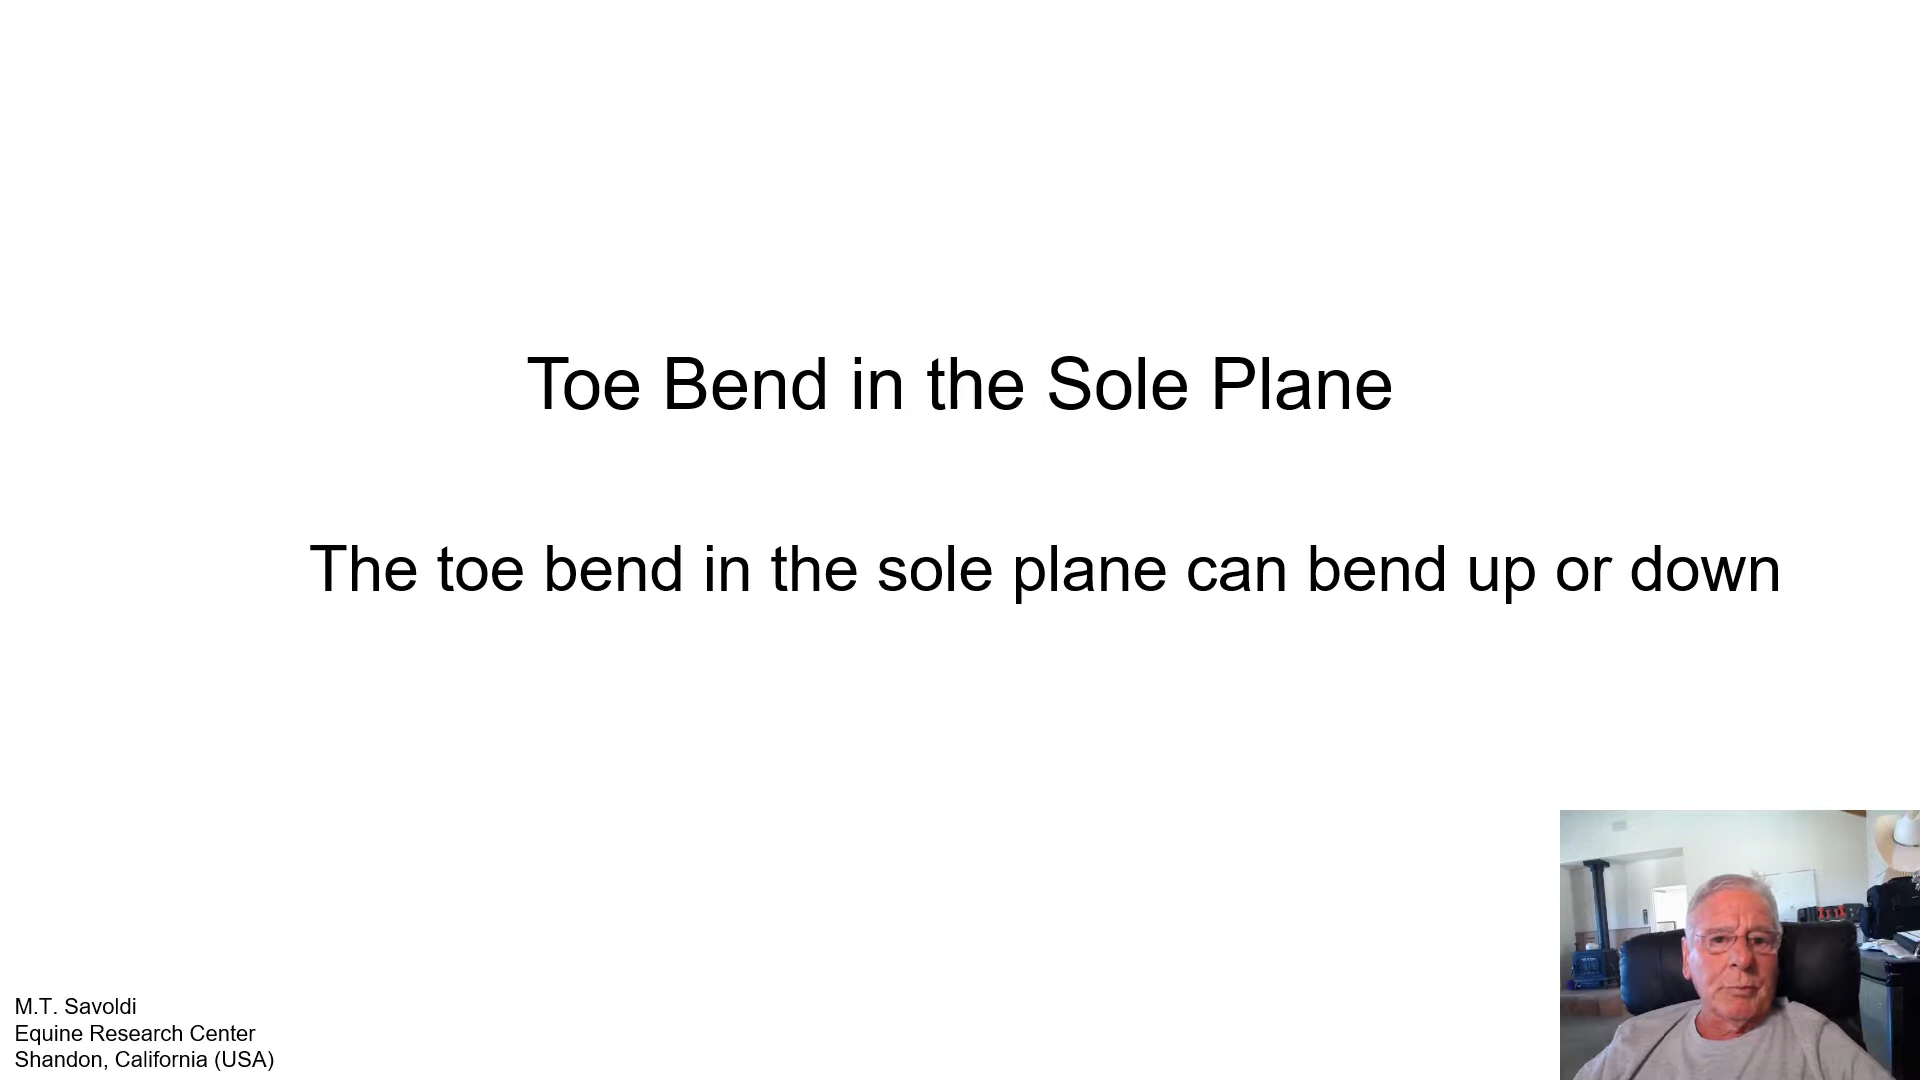 Toe Bend in the Sole Plane
The toe bend in the sole plane can bend up or down
M.T. Savoldi
Equine Research Center
Shandon, California (USA)